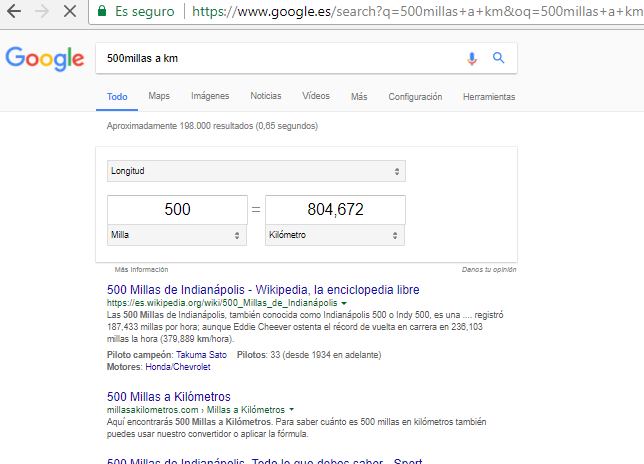 Es seguro | https://www.google.es/search?q=500millas+a+km&oq=500millas+a+km
Google 500millas a km
Todo Maps Imágenes Noticias Vídeos Más Configuración Herramientas
Aproximadamente 198.000 resultados (0,65 segundos)
Longitud
500 = 804,672
Milla Kilómetro
Más información Danos tu opinión
500 Millas de Indianápolis - Wikipedia, la enciclopedia libre
https://es.wikipedia.org/wiki/500_Millas_de_Indianápolis
Las 500 Millas de Indianápolis, también conocida como Indianápolis 500 o Indy 500, es una .... registró
187,433 millas por hora; aunque Eddie Cheever ostenta el récord de vuelta en carrera en 236,103
millas la hora (379,889 km/hora).
Piloto campeón: Takuma Sato Pilotos: 33 (desde 1934 en adelante)
Motores: Honda/Chevrolet
500 Millas a Kilómetros
millasakilometros.com › Millas a Kilómetros
Aquí encontrarás 500 Millas a Kilómetros. Para saber cuánto es 500 millas en kilómetros también
puedes usar nuestro convertidor o aplicar la fórmula.
500 Millas de Indianápolis. Todo lo que debes saber - Sport